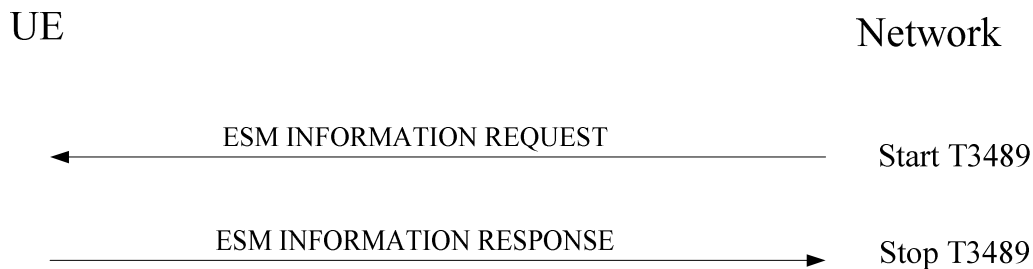 UE
Network
ESM INFORMATION REQUEST
Start T3489
ESM INFORMATION RESPONSE
Stop T3489